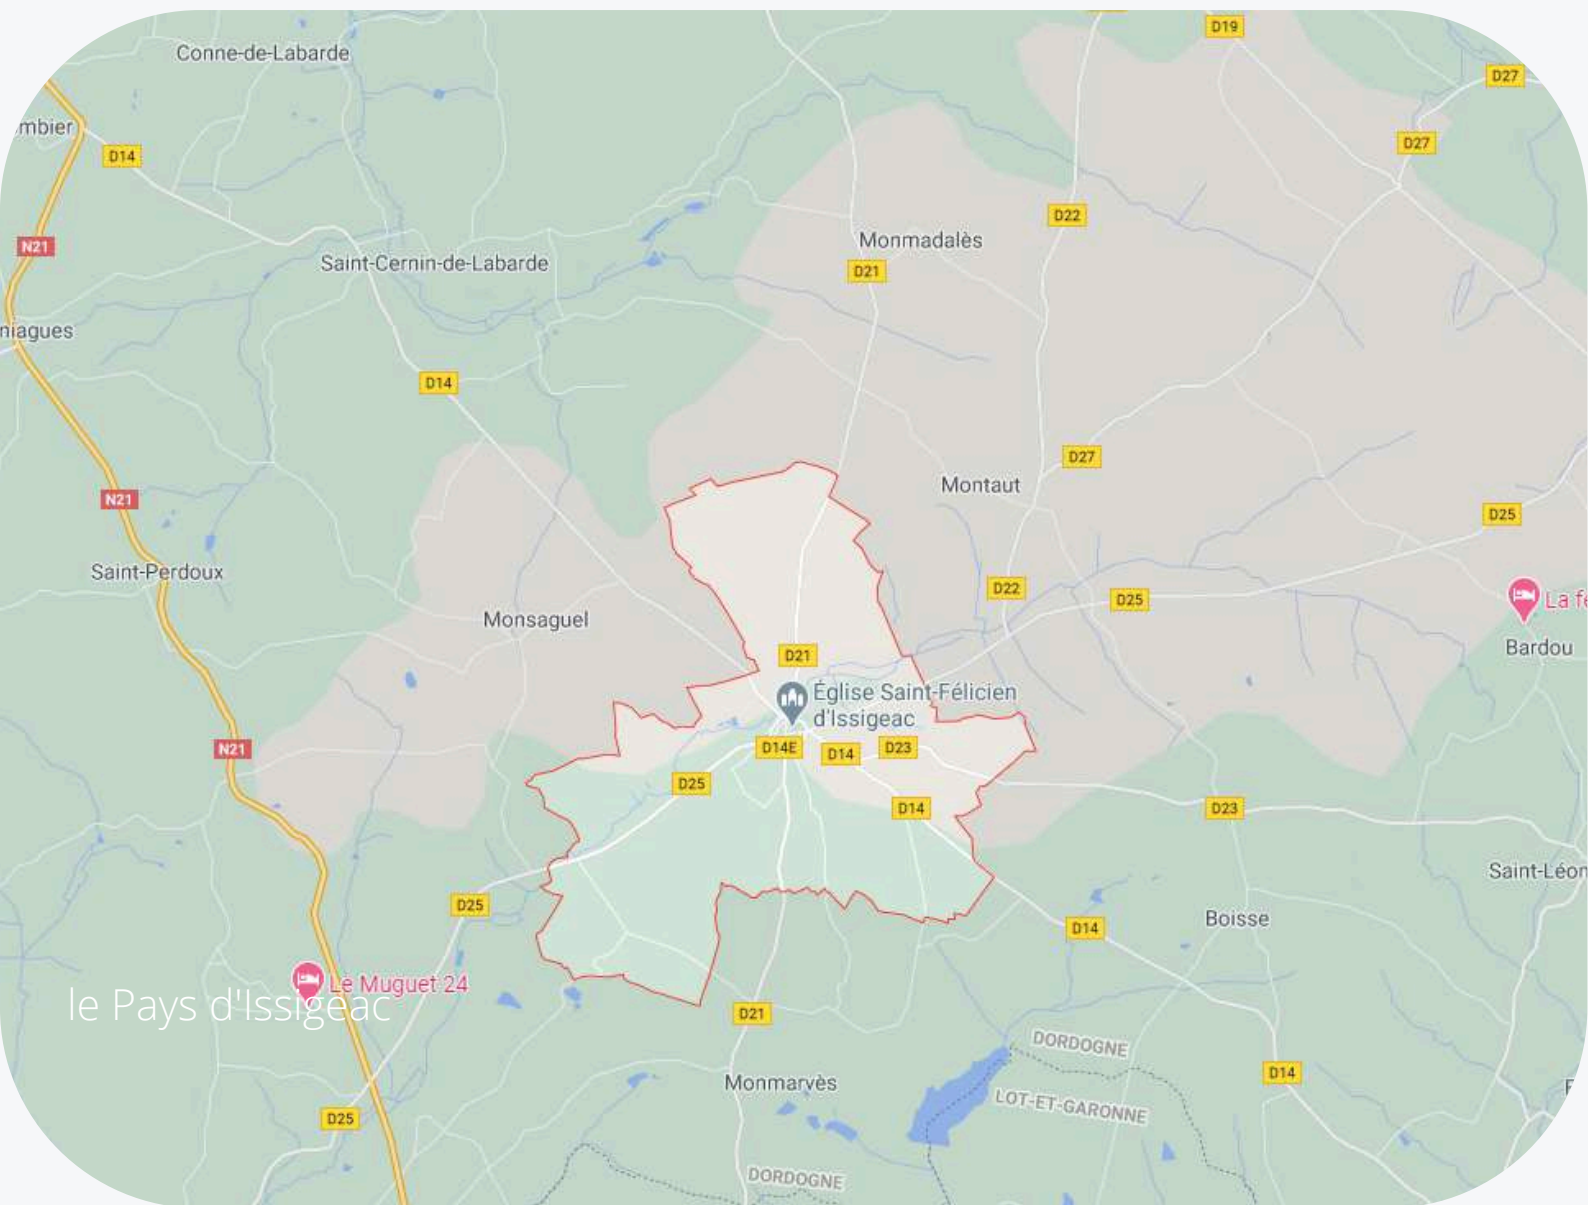 D19
Conne-de-Labarde
D27
mbier
D14
D27
D22
N21
Monmadalès
Saint-Cernin-de-Labarde
D21
niagues
D14
D27
Montaut
N21
D25
Saint-Perdoux
D22
D25
La fe
Monsaguel
Bardou
D21
Église Saint-Félicien
d'Issigeac
N21
D14E
D14
D23
D25
D14
D23
Saint-Léon
D25
Boisse
D14
Le Muguet 24
le Pays d'Issigeac
D21
DORDOGNE
D14
Monmarvès
LOT-ET-GARONNE
D25
DORDOGNE